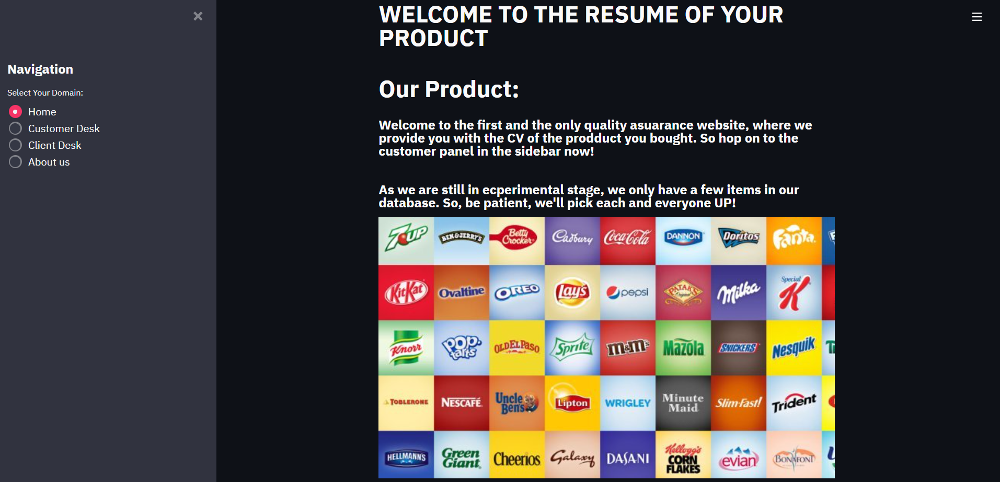 Navigation
Select Your Domain:
Home
Customer Desk
Client Desk
About us
WELCOME TO THE RESUME OF YOUR
PRODUCT
Our Product:
Welcome to the first and the only quality asuarance website, where we
provide you with the CV of the prodduct you bought. So hop on to the
customer panel in the sidebar now!
As we are still in ecperimental stage, we only have a few items in our
database. So, be patient, we'll pick each and everyone UP!
7UP
BEN & JERRY'S
Betty
Crocker
Cadbury
Coca-Cola
DANNON
Doritos
Fanta
KitKat
Ovaltine
OREO
Lay's
pepsi
PATAK'S
Original
Milka
Special
K
Knorr
POP.
tarts
OLD EL PASO
Sprite
m&m's
Mazola
SNICKERS
Nesquik
TOBLERONE
NESCAFÉ.
Uncle
Ben's
Lipton
WRIGLEY
Minute
Maid
Slim-Fast!
Trident
HELLMANN'S
Green
Giant
Cheerios
Galaxy
DASANI
Kellogg's
CORN
FLAKES
evian
BONAFONT